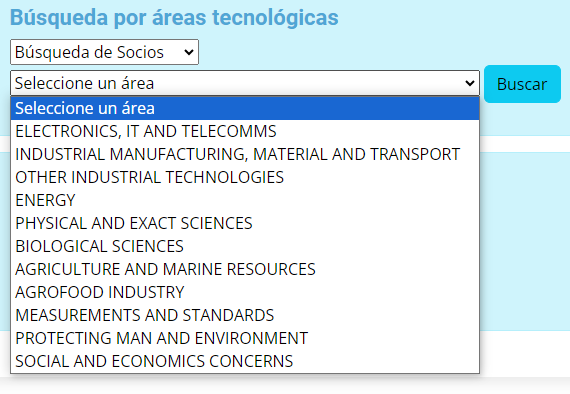 Búsqueda por áreas tecnológicas
Búsqueda de Socios
Seleccione un área
Buscar
Seleccione un área
ELECTRONICS, IT AND TELECOMMS
INDUSTRIAL MANUFACTURING, MATERIAL AND TRANSPORT
OTHER INDUSTRIAL TECHNOLOGIES
ENERGY
PHYSICAL AND EXACT SCIENCES
BIOLOGICAL SCIENCES
AGRICULTURE AND MARINE RESOURCES
AGROFOOD INDUSTRY
MEASUREMENTS AND STANDARDS
PROTECTING MAN AND ENVIRONMENT
SOCIAL AND ECONOMICS CONCERNS